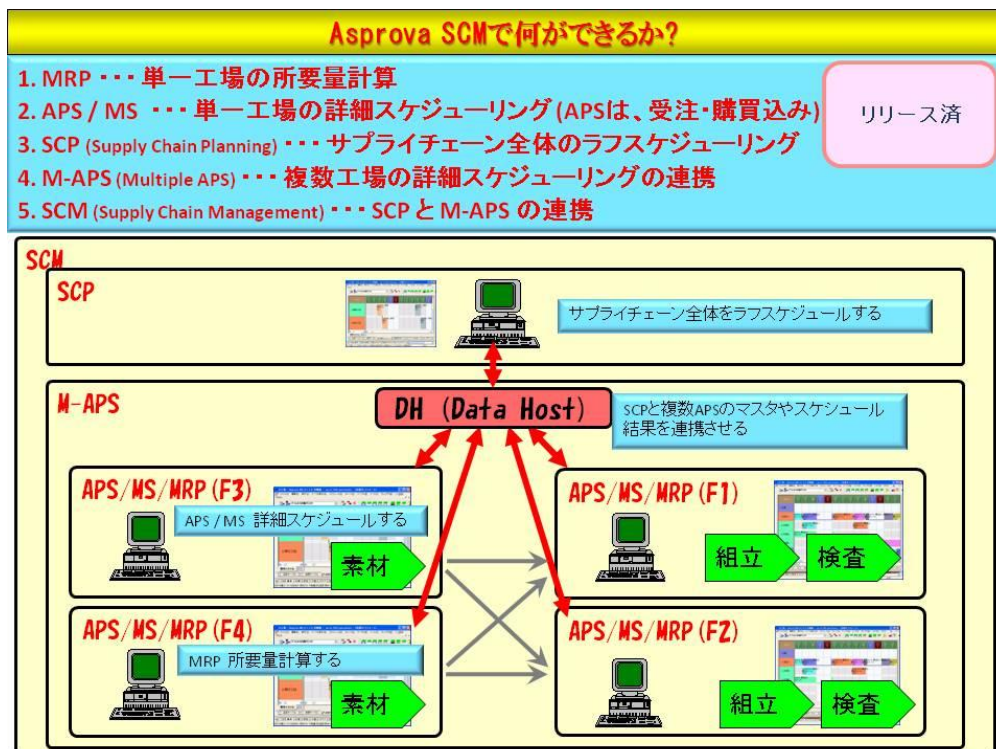 Asprova SCMで何ができるか?
1. MRP ・・・ 単一工場の所要量計算
2. APS / MS ・・・ 単一工場の詳細スケジューリング (APSは、受注・購買込み)
リリース済
3. SCP (Supply Chain Planning) ・・・ サプライチェーン全体のラフスケジューリング
4. M-APS (Multiple APS) ・・・ 複数工場の詳細スケジューリングの連携
5. SCM (Supply Chain Management) ・・・ SCP と M-APS の連携
SCM
SCP
サプライチェーン全体をラフスケジュールする
M-APS
DH (Data Host)
SCPと複数APSのマスタやスケジュール
結果を連携させる
APS/MS/MRP (F3)
APS / MS 詳細スケジュールする
素材
APS/MS/MRP (F1)
組立
検査
APS/MS/MRP (F4)
MRP 所要量計算する
素材
APS/MS/MRP (F2)
組立
検査